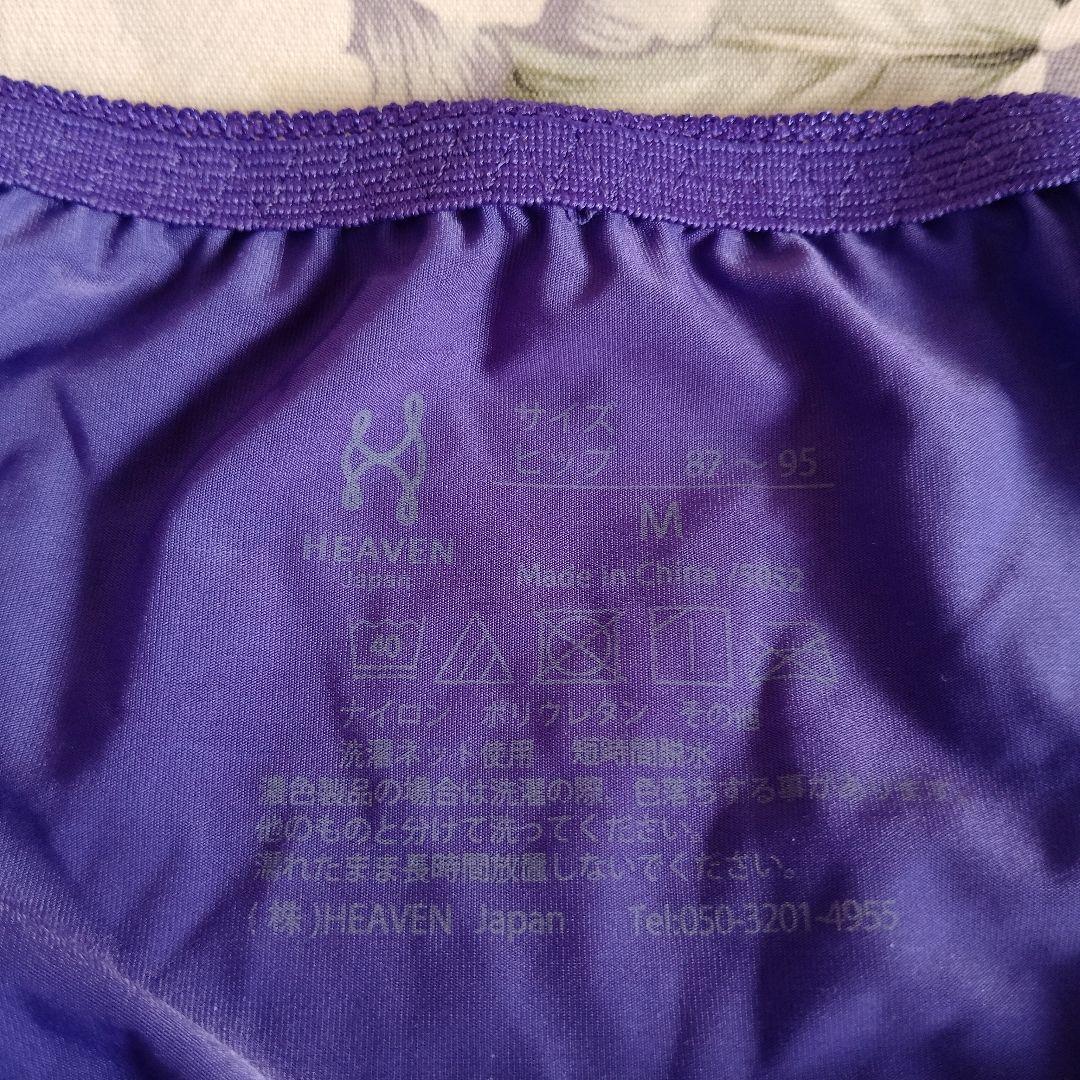 サイズ
ヒップ 87～95
M
HEAVEN
Japan
Made in China /3052
40
ナイロン ポリウレタン その他
洗濯ネット使用 短時間脱水
濃色製品の場合は洗濯の際、色落ちする事があります。
他のものと分けて洗ってください。
濡れたまま長時間放置しないでください。
(株)HEAVEN Japan Tel:050-3201-4955